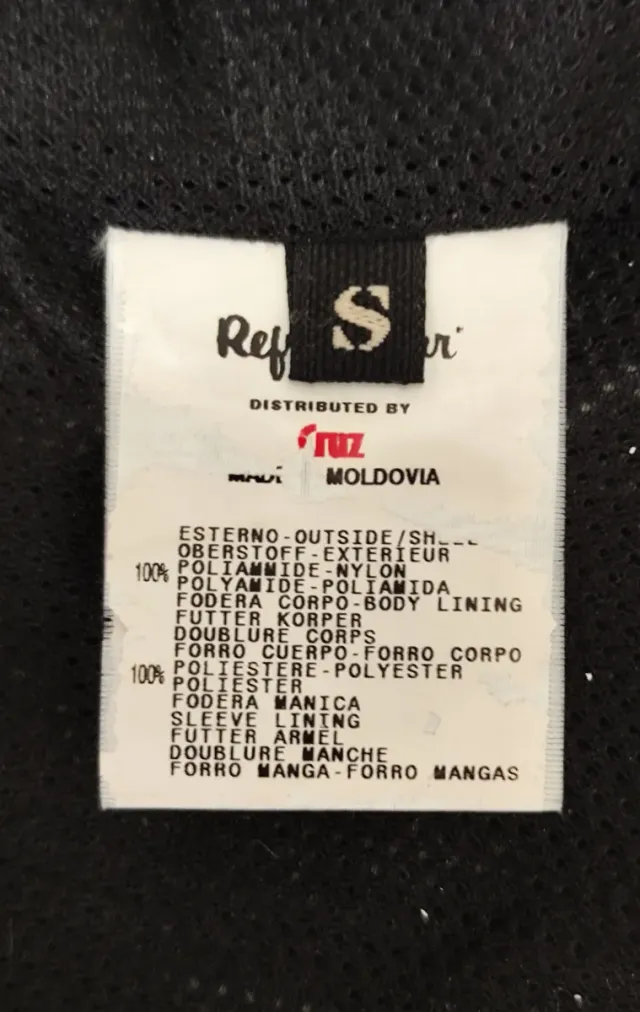 S
DISTRIBUTED BY
Cruz
MOLDOVIA
ESTERNO-OUTSIDE/SHELL
OBERSTOFF-EXTERIEUR
100% POLIAMMIDE-NYLON
POLYAMIDE-POLIAMIDA
FODERA CORPO-BODY LINING
FUTTER KORPER
DOUBLURE CORPS
FORRO CUERPO-FORRO CORPO
100% POLIESTERE-POLYESTER
POLIESTER
FODERA MANICA
SLEEVE LINING
FUTTER ARMEL
DOUBLURE MANCHE
FORRO MANGA-FORRO MANGAS